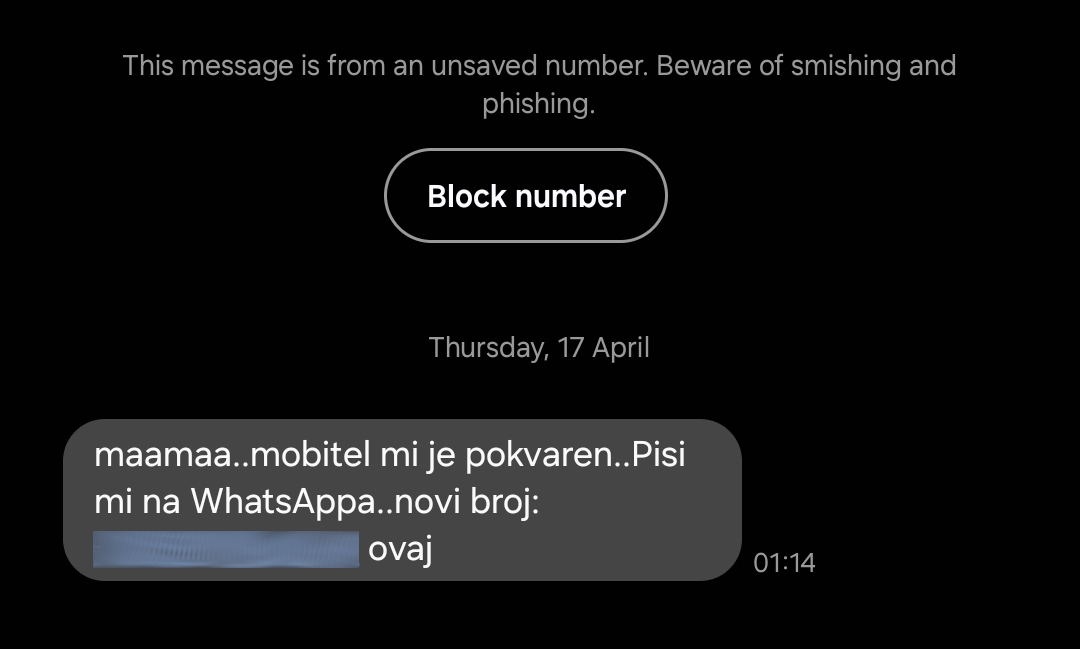 This message is from an unsaved number. Beware of smishing and
phishing.
Block number
Thursday, 17 April
maamaa..mobitel mi je pokvaren..Pisi
mi na WhatsAppa..novi broj:
ovaj
01:14